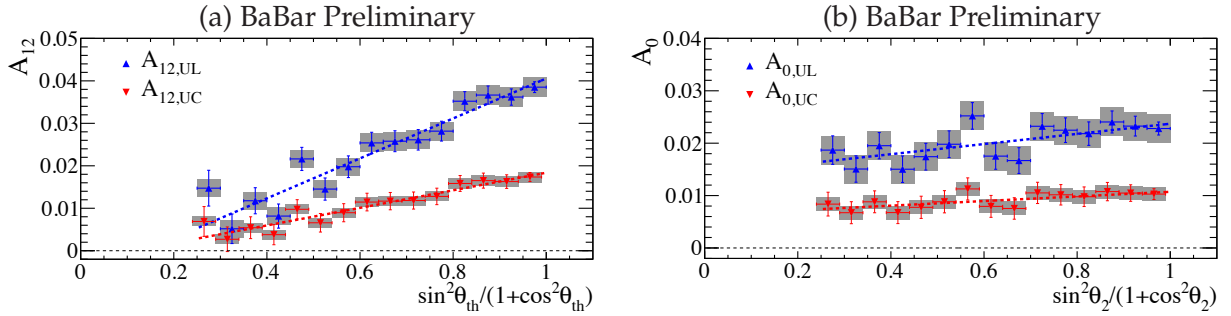 (a) BaBar Preliminary
A₁₂
0.05
0.04
0.03
0.02
0.01
0
A₁₂,UL
A₁₂,UC
0 0.2 0.4 0.6 0.8 1
sin²θth/(1+cos²θth)
(b) BaBar Preliminary
A₀
0.04
0.03
0.02
0.01
0
A₀,UL
A₀,UC
0 0.2 0.4 0.6 0.8 1
sin²θ₂/(1+cos²θ₂)